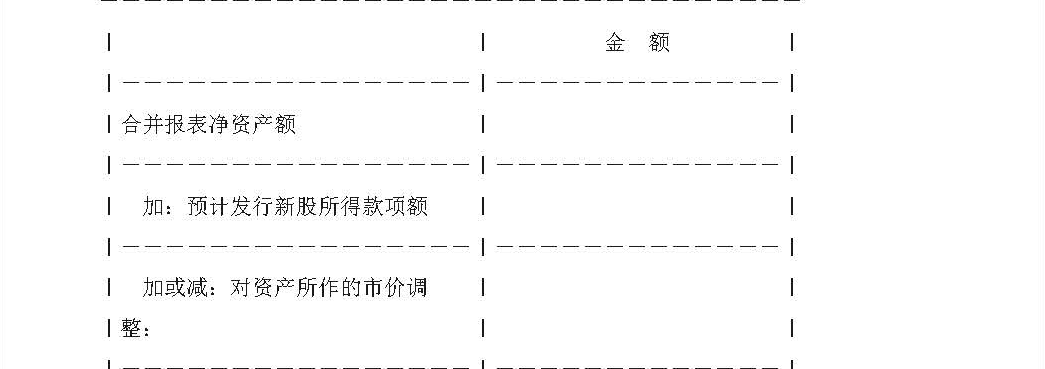 金　额
合并报表净资产额
加：预计发行新股所得款项额
加或减：对资产所作的市价调
整：